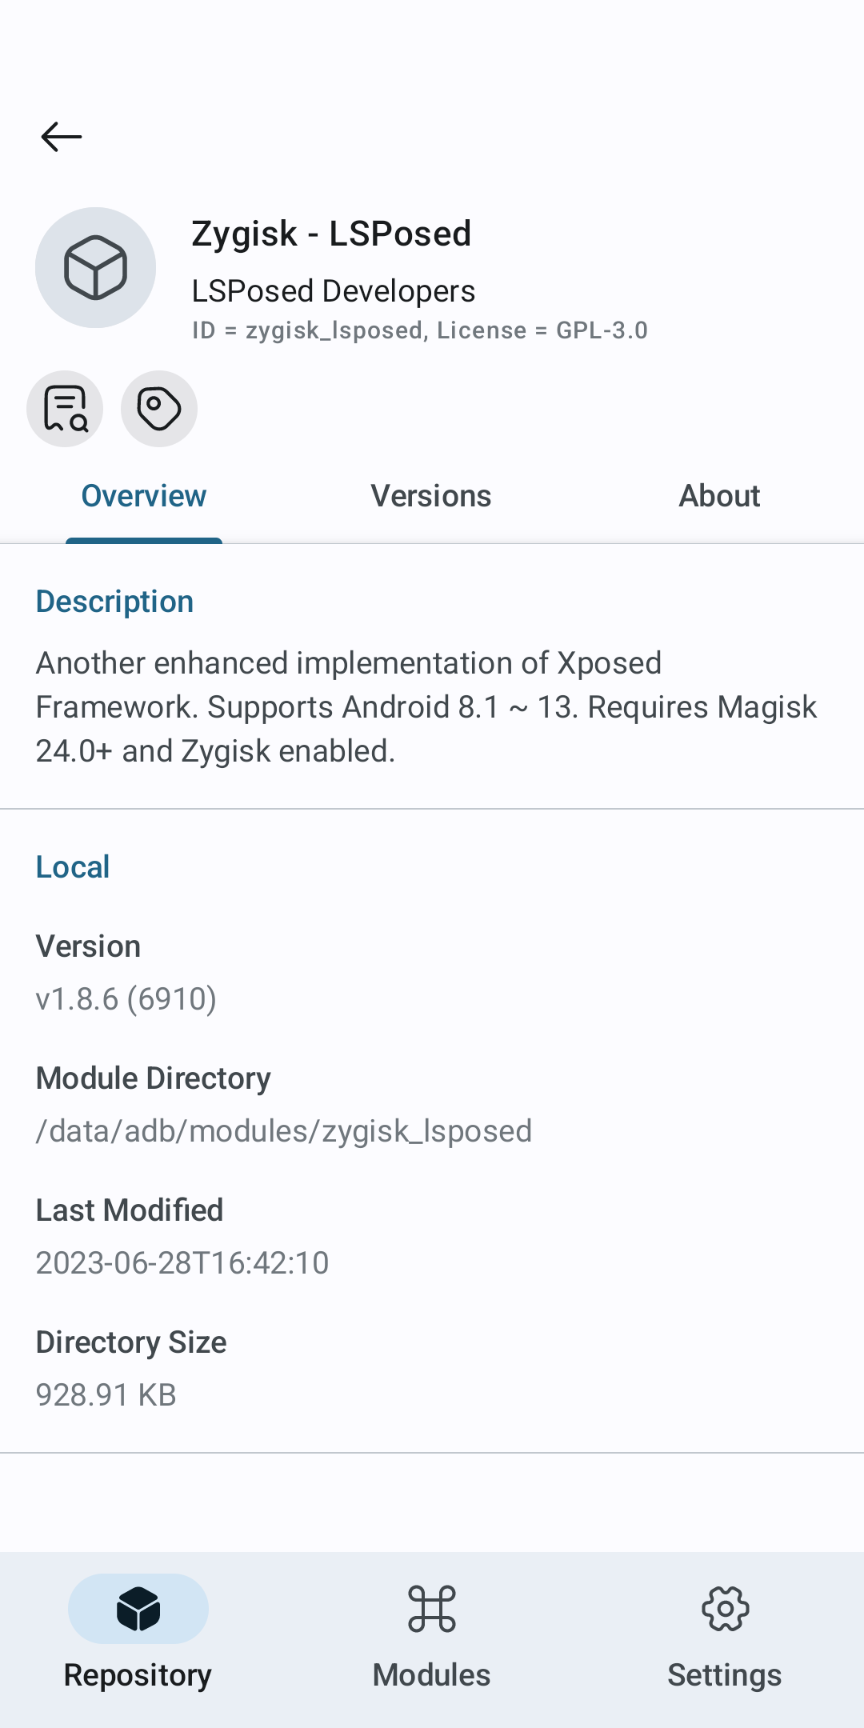 Zygisk - LSPosed
LSPosed Developers
ID = zygisk_lsposed, License = GPL-3.0
Overview
Versions
About
Description
Another enhanced implementation of Xposed
Framework. Supports Android 8.1 ~ 13. Requires Magisk
24.0+ and Zygisk enabled.
Local
Version
v1.8.6 (6910)
Module Directory
/data/adb/modules/zygisk_lsposed
Last Modified
2023-06-28T16:42:10
Directory Size
928.91 KB
Repository
Modules
Settings